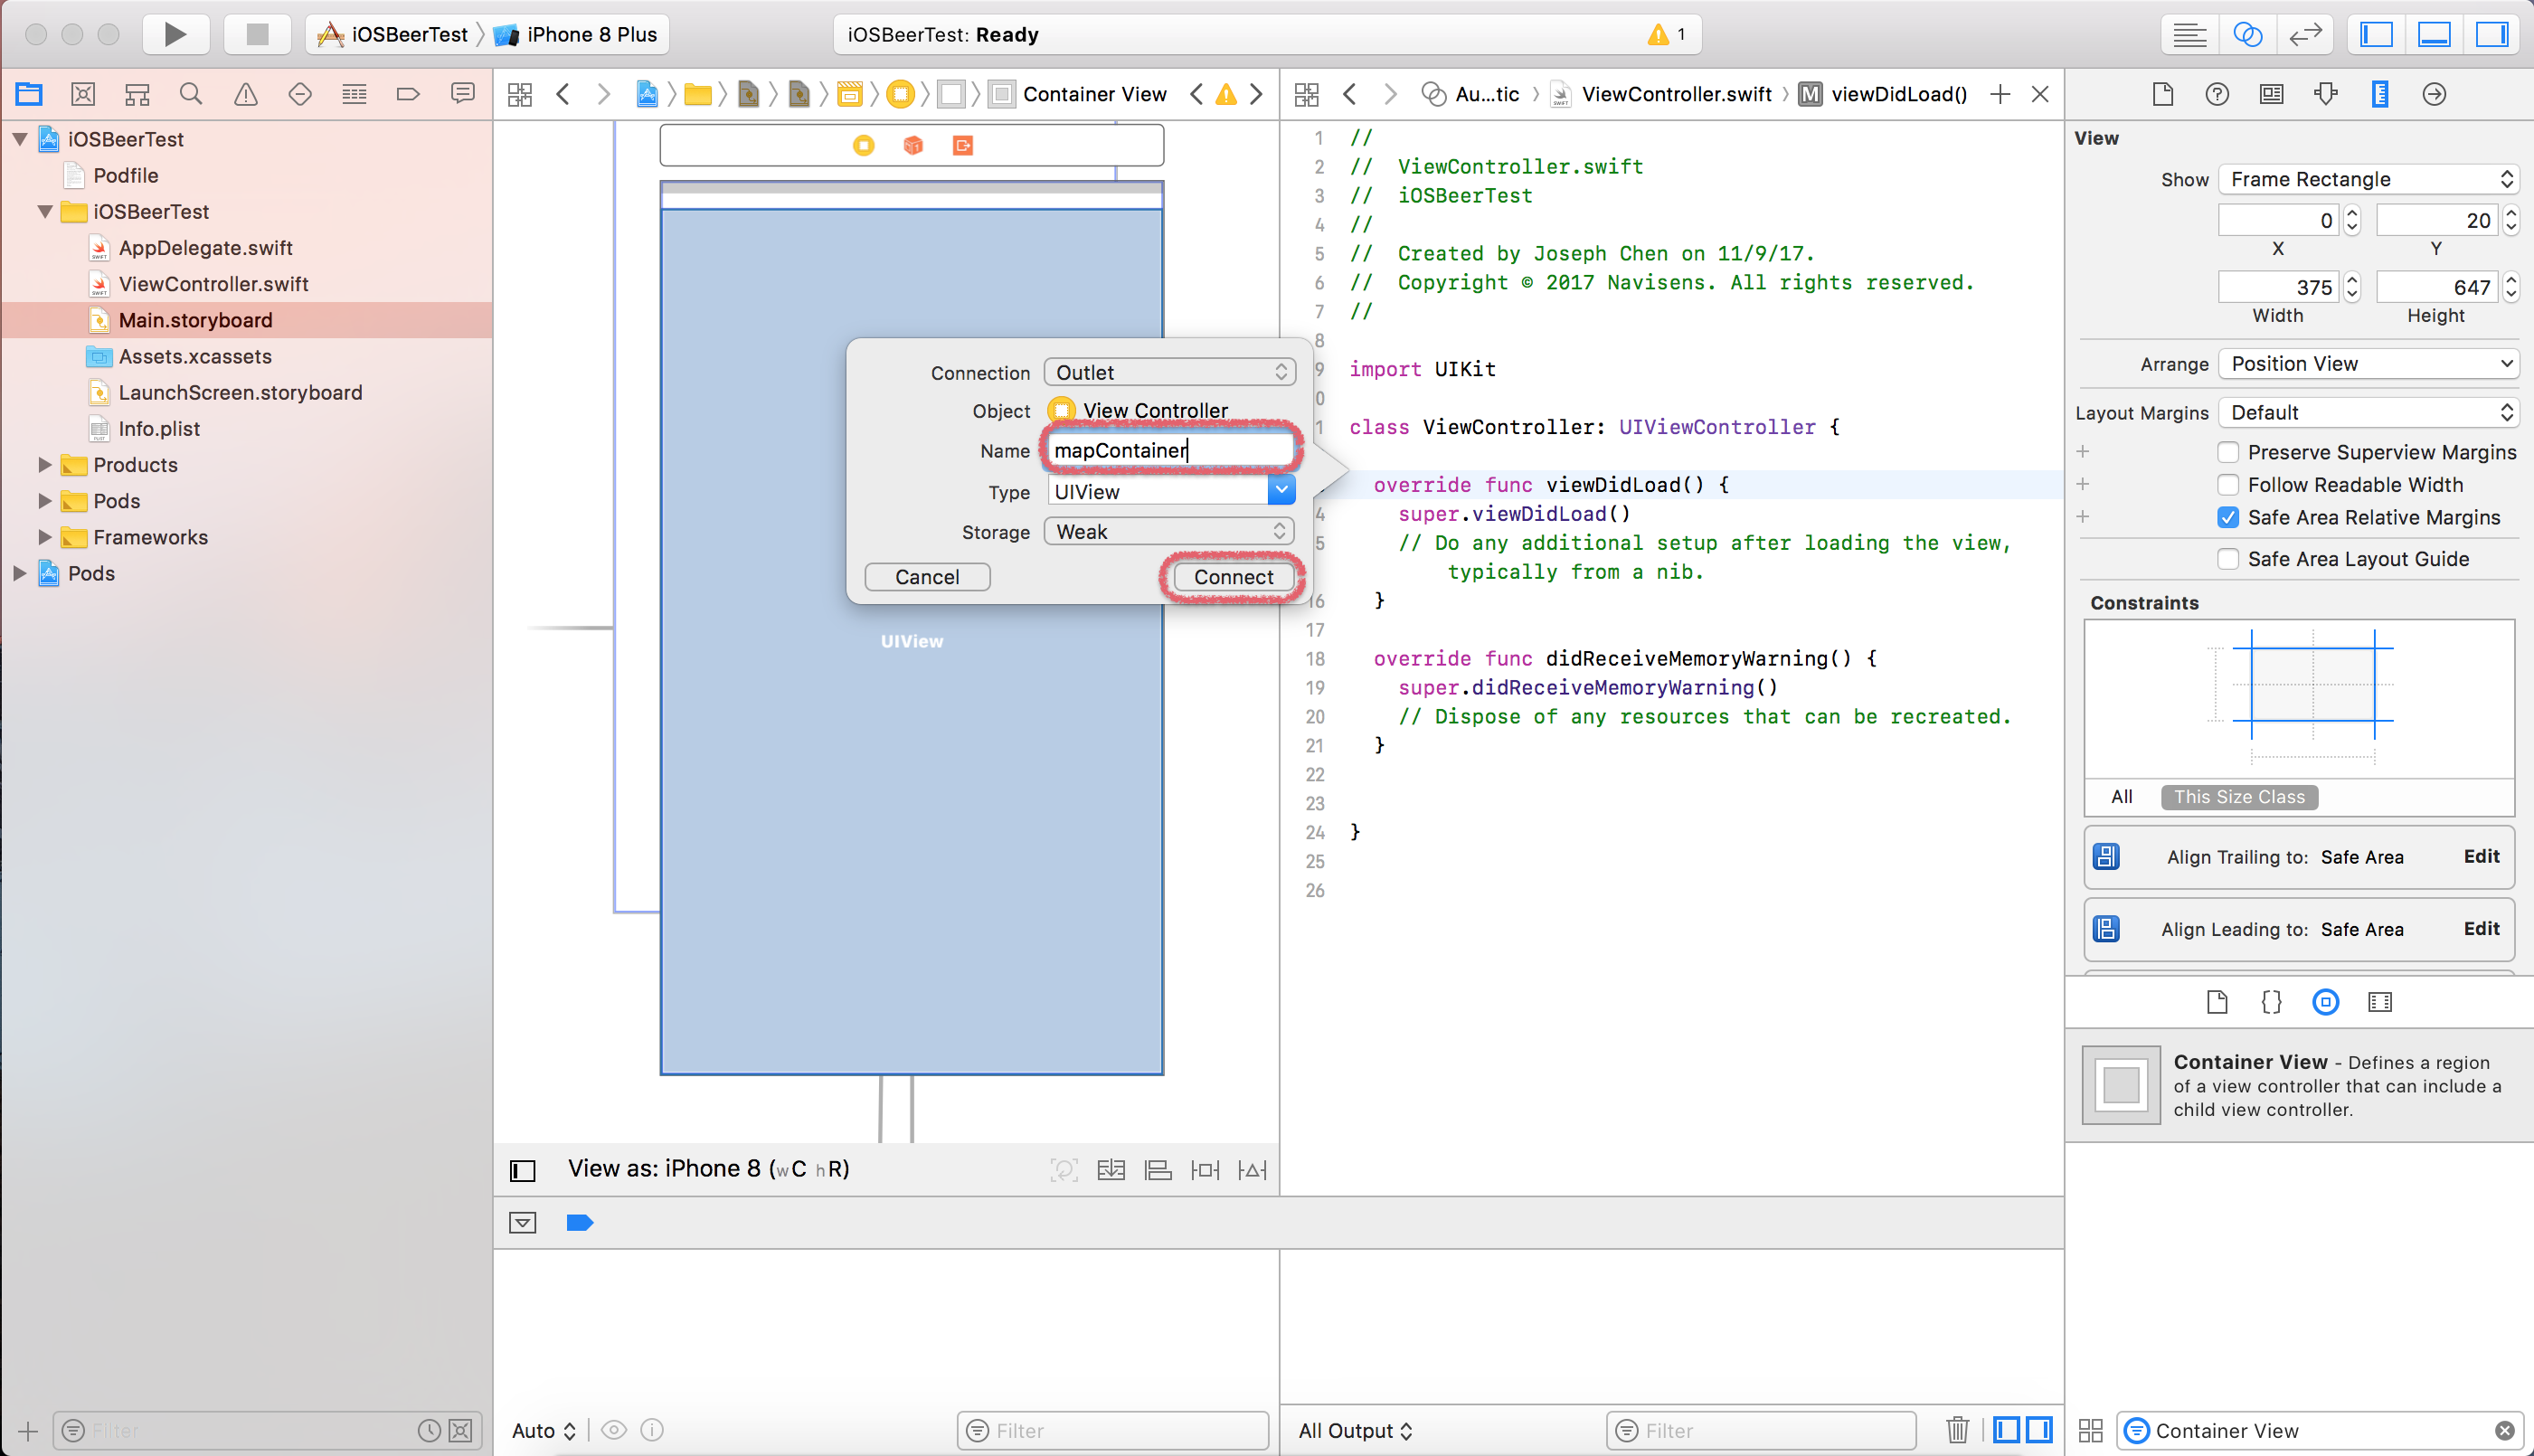 iOSBeerTest
iPhone 8 Plus
iOSBeerTest: Ready
1
Container View
Au...tic
ViewController.swift
M viewDidLoad()
iOSBeerTest
Podfile
iOSBeerTest
AppDelegate.swift
ViewController.swift
Main.storyboard
Assets.xcassets
LaunchScreen.storyboard
Info.plist
Products
Pods
Frameworks
Pods
Filter
Connection Outlet
Object View Controller
Name mapContainer
Type UIView
Storage Weak
Cancel Connect
UIView
View as: iPhone 8 (wC hR)
1 //
2 // ViewController.swift
3 // iOSBeerTest
4 //
5 // Created by Joseph Chen on 11/9/17.
6 // Copyright © 2017 Navisens. All rights reserved.
7 //
8
9 import UIKit
0
1 class ViewController: UIViewController {
override func viewDidLoad() {
4 super.viewDidLoad()
5 // Do any additional setup after loading the view,
typically from a nib.
16 }
17
18 override func didReceiveMemoryWarning() {
19 super.didReceiveMemoryWarning()
20 // Dispose of any resources that can be recreated.
21 }
22
23
24 }
25
26
Auto
Filter
All Output
Filter
View
Show Frame Rectangle
0 20
X Y
375 647
Width Height
Arrange Position View
Layout Margins Default
Preserve Superview Margins
Follow Readable Width
Safe Area Relative Margins
Safe Area Layout Guide
Constraints
All This Size Class
Align Trailing to: Safe Area Edit
Align Leading to: Safe Area Edit
Container View - Defines a region
of a view controller that can include a
child view controller.
Container View